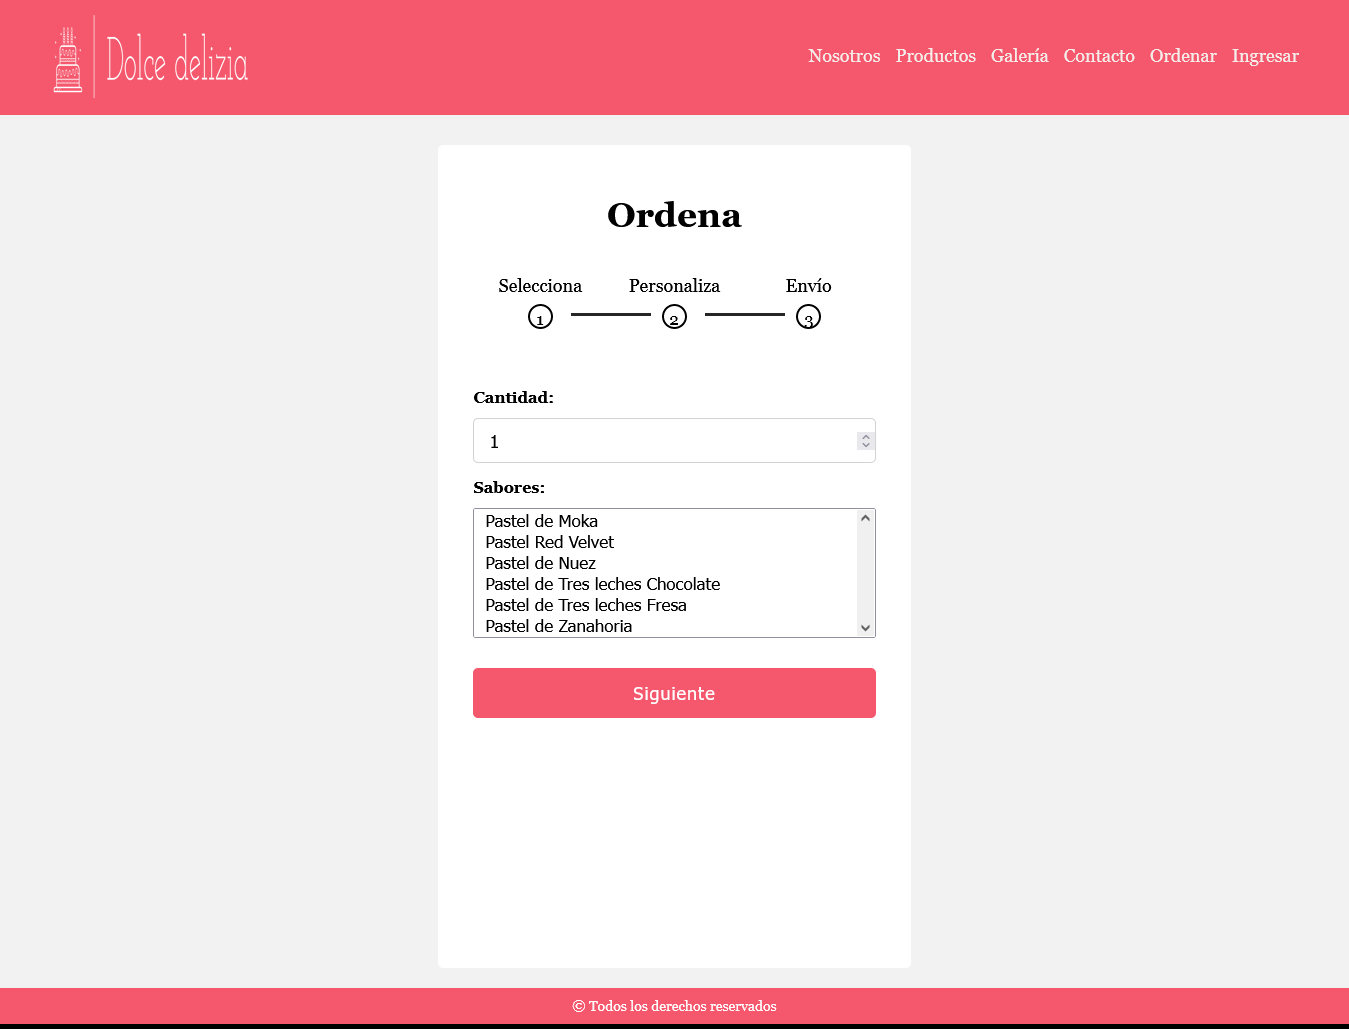 Dolce delizia
Nosotros Productos Galería Contacto Ordenar Ingresar
Ordena
Selecciona Personaliza Envío
1 2 3
Cantidad:
1
Sabores:
Pastel de Moka
Pastel Red Velvet
Pastel de Nuez
Pastel de Tres leches Chocolate
Pastel de Tres leches Fresa
Pastel de Zanahoria
Siguiente
© Todos los derechos reservados